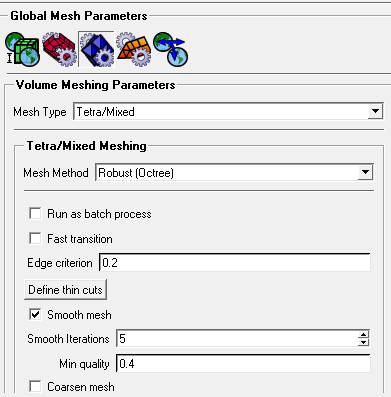 Global Mesh Parameters
Volume Meshing Parameters
Mesh Type Tetra/Mixed
Tetra/Mixed Meshing
Mesh Method Robust (Octree)
Run as batch process
Fast transition
Edge criterion 0.2
Define thin cuts
Smooth mesh
Smooth Iterations 5
Min quality 0.4
Coarsen mesh